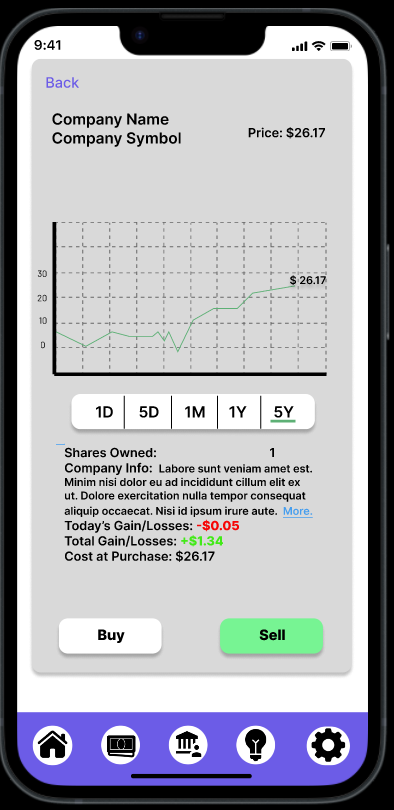 9:41
Back
Company Name
Company Symbol
Price: $26.17
30
$ 26.17
20
10
0
1D 5D 1M 1Y 5Y
Shares Owned: 1
Company Info: Labore sunt veniam amet est.
Minim nisi dolor eu ad incididunt cillum elit ex
ut. Dolore exercitation nulla tempor consequat
aliquip occaecat. Nisi id ipsum irure aute. More.
Today’s Gain/Losses: -$0.05
Total Gain/Losses: +$1.34
Cost at Purchase: $26.17
Buy
Sell